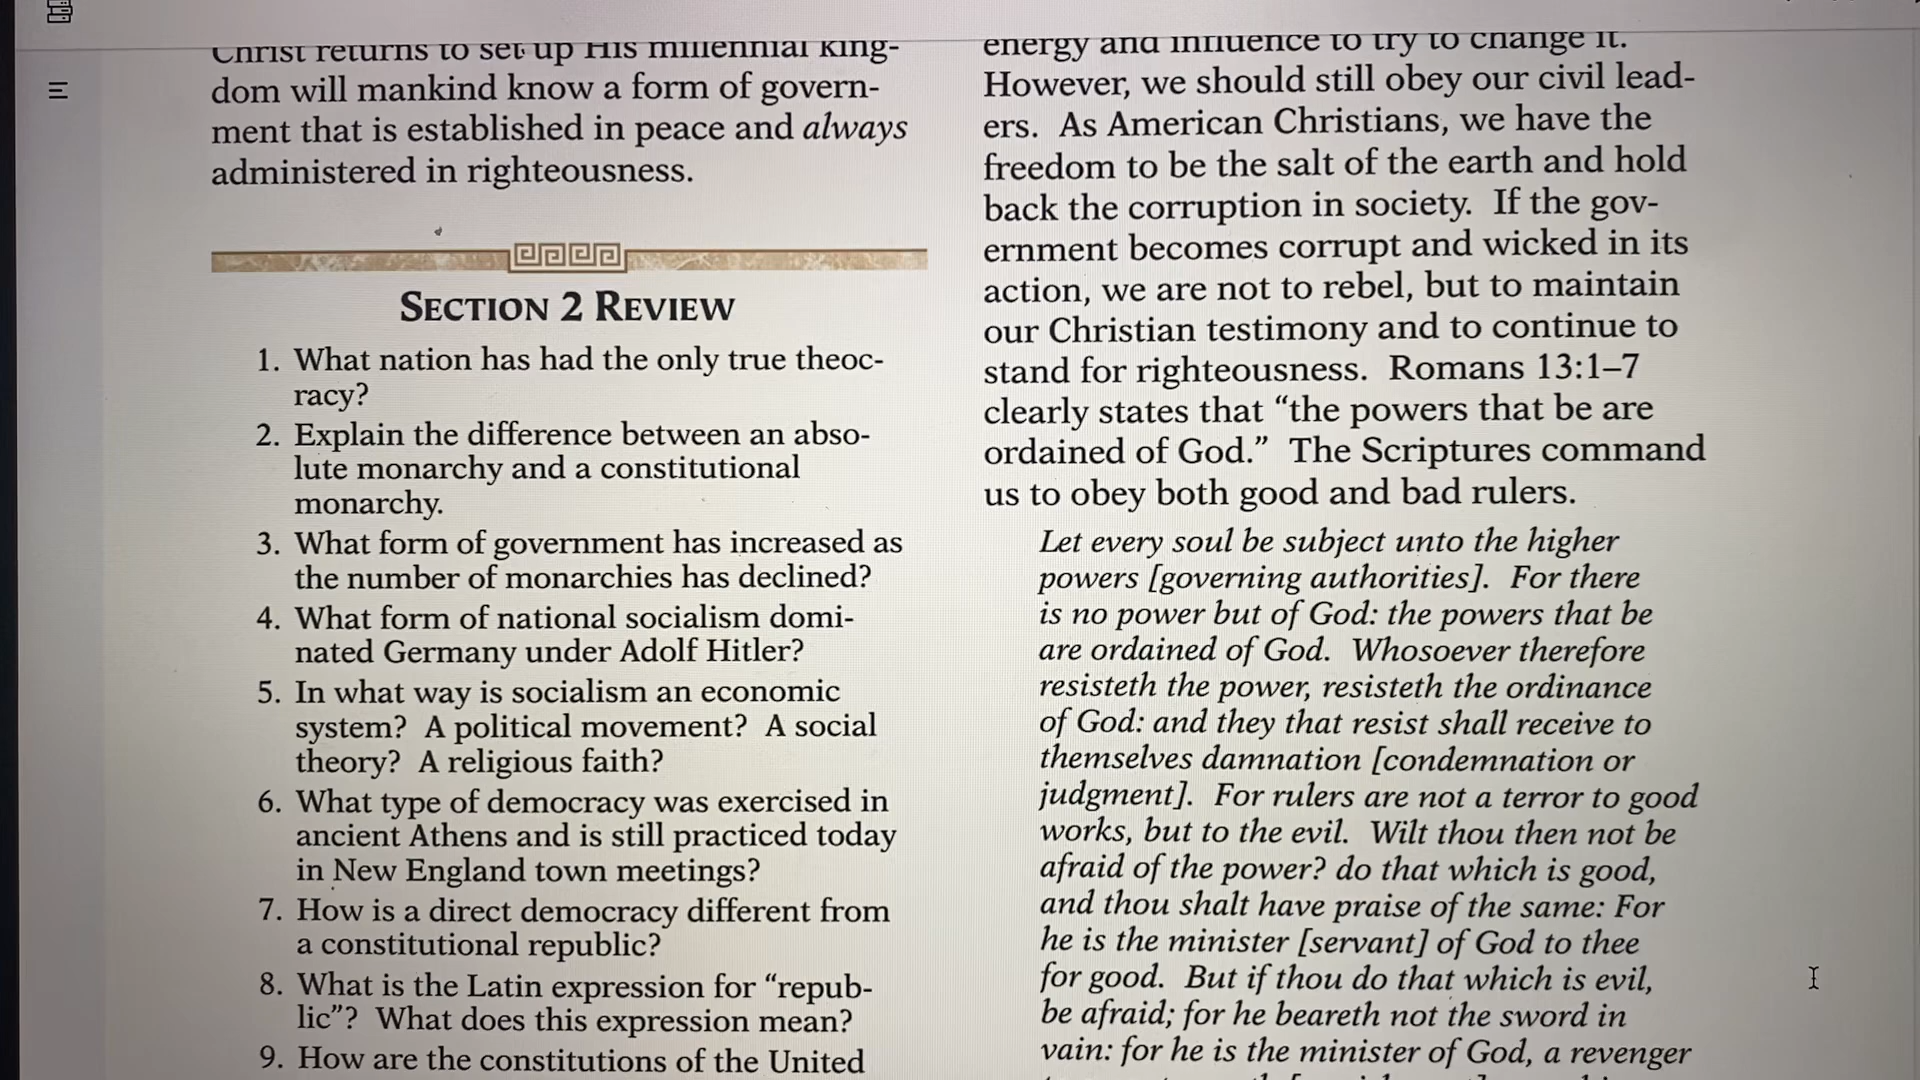 Christ returns to set up His millennial king-
dom will mankind know a form of govern-
ment that is established in peace and always
administered in righteousness.
SECTION 2 REVIEW
1. What nation has had the only true theoc-
racy?
2. Explain the difference between an abso-
lute monarchy and a constitutional
monarchy.
3. What form of government has increased as
the number of monarchies has declined?
4. What form of national socialism domi-
nated Germany under Adolf Hitler?
5. In what way is socialism an economic
system? A political movement? A social
theory? A religious faith?
6. What type of democracy was exercised in
ancient Athens and is still practiced today
in New England town meetings?
7. How is a direct democracy different from
a constitutional republic?
8. What is the Latin expression for “repub-
lic”? What does this expression mean?
9. How are the constitutions of the United
energy and influence to try to change it.
However, we should still obey our civil lead-
ers. As American Christians, we have the
freedom to be the salt of the earth and hold
back the corruption in society. If the gov-
ernment becomes corrupt and wicked in its
action, we are not to rebel, but to maintain
our Christian testimony and to continue to
stand for righteousness. Romans 13:1–7
clearly states that “the powers that be are
ordained of God.” The Scriptures command
us to obey both good and bad rulers.
Let every soul be subject unto the higher
powers [governing authorities]. For there
is no power but of God: the powers that be
are ordained of God. Whosoever therefore
resisteth the power, resisteth the ordinance
of God: and they that resist shall receive to
themselves damnation [condemnation or
judgment]. For rulers are not a terror to good
works, but to the evil. Wilt thou then not be
afraid of the power? do that which is good,
and thou shalt have praise of the same: For
he is the minister [servant] of God to thee
for good. But if thou do that which is evil,
be afraid; for he beareth not the sword in
vain: for he is the minister of God, a revenger